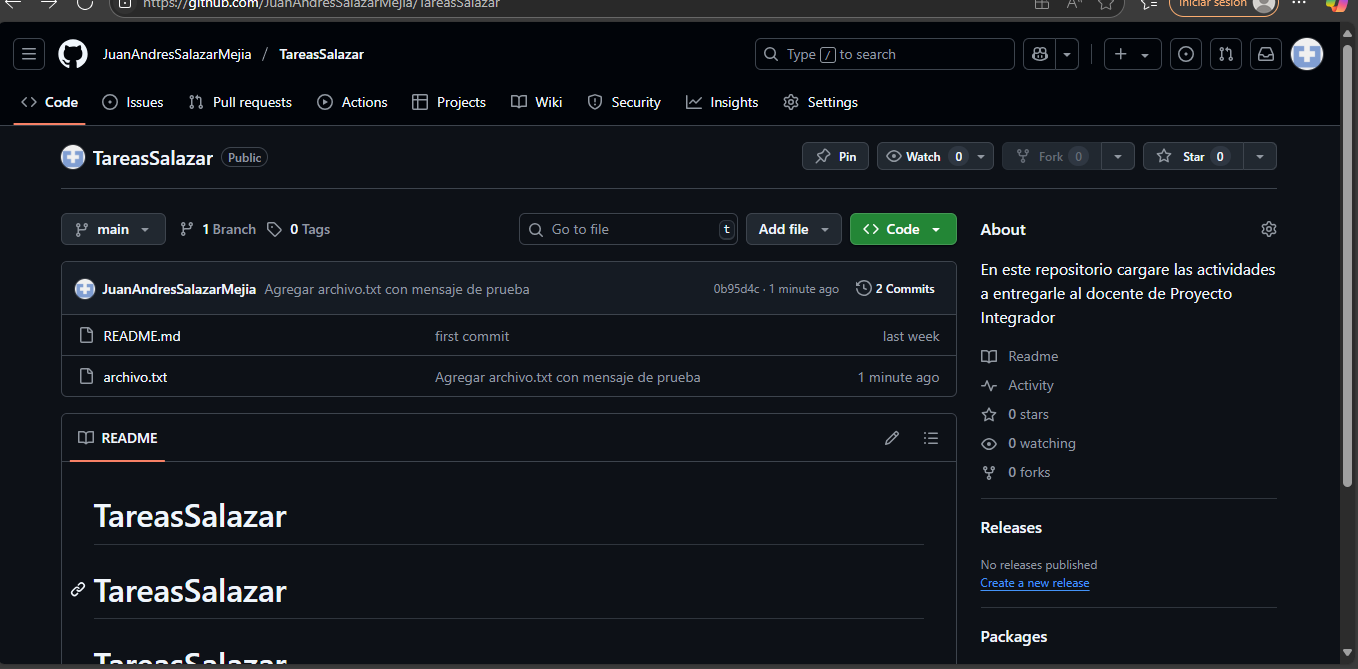 https://github.com/JuanAndresSalazarMejia/TareasSalazar
Iniciar sesión
JuanAndresSalazarMejia / TareasSalazar
Type / to search
Code Issues Pull requests Actions Projects Wiki Security Insights Settings
TareasSalazar Public
Pin Watch 0 Fork 0 Star 0
main 1 Branch 0 Tags
Go to file t Add file Code
JuanAndresSalazarMejia Agregar archivo.txt con mensaje de prueba 0b95d4c · 1 minute ago 2 Commits
README.md first commit last week
archivo.txt Agregar archivo.txt con mensaje de prueba 1 minute ago
README
TareasSalazar
TareasSalazar
TareasSalazar
About
En este repositorio cargare las actividades
a entregarle al docente de Proyecto
Integrador
Readme
Activity
0 stars
0 watching
0 forks
Releases
No releases published
Create a new release
Packages